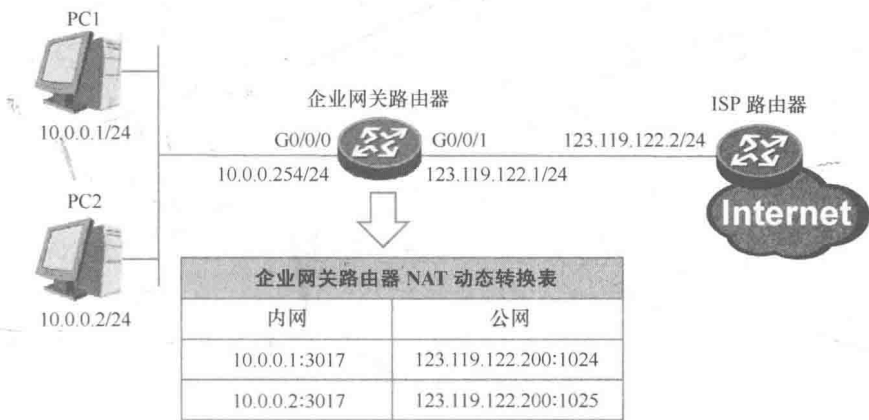 PC1
10.0.0.1/24
企业网关路由器
ISP 路由器
G0/0/0
G0/0/1
123.119.122.2/24
10.0.0.254/24
123.119.122.1/24
PC2
10.0.0.2/24
Internet
企业网关路由器 NAT 动态转换表
内网
公网
10.0.0.1:3017
123.119.122.200:1024
10.0.0.2:3017
123.119.122.200:1025